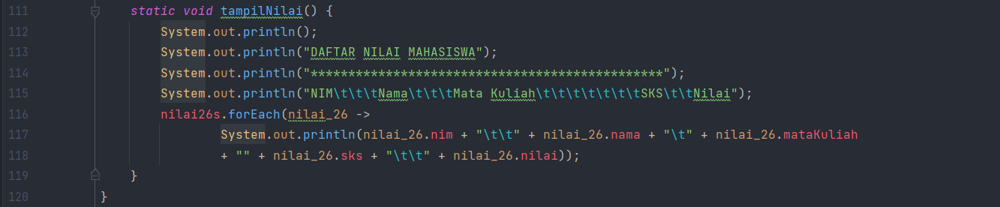 111 static void tampilNilai() {
112 System.out.println();
113 System.out.println("DAFTAR NILAI MAHASISWA");
114 System.out.println("***********************************************");
115 System.out.println("NIM\t\t\tNama\t\t\tMata Kuliah\t\t\t\t\t\t\tSKS\t\tNilai");
116 nilai26s.forEach(nilai_26 ->
117 System.out.println(nilai_26.nim + "\t\t" + nilai_26.nama + "\t" + nilai_26.mataKuliah
118 + "" + nilai_26.sks + "\t\t" + nilai_26.nilai));
119 }
120 }